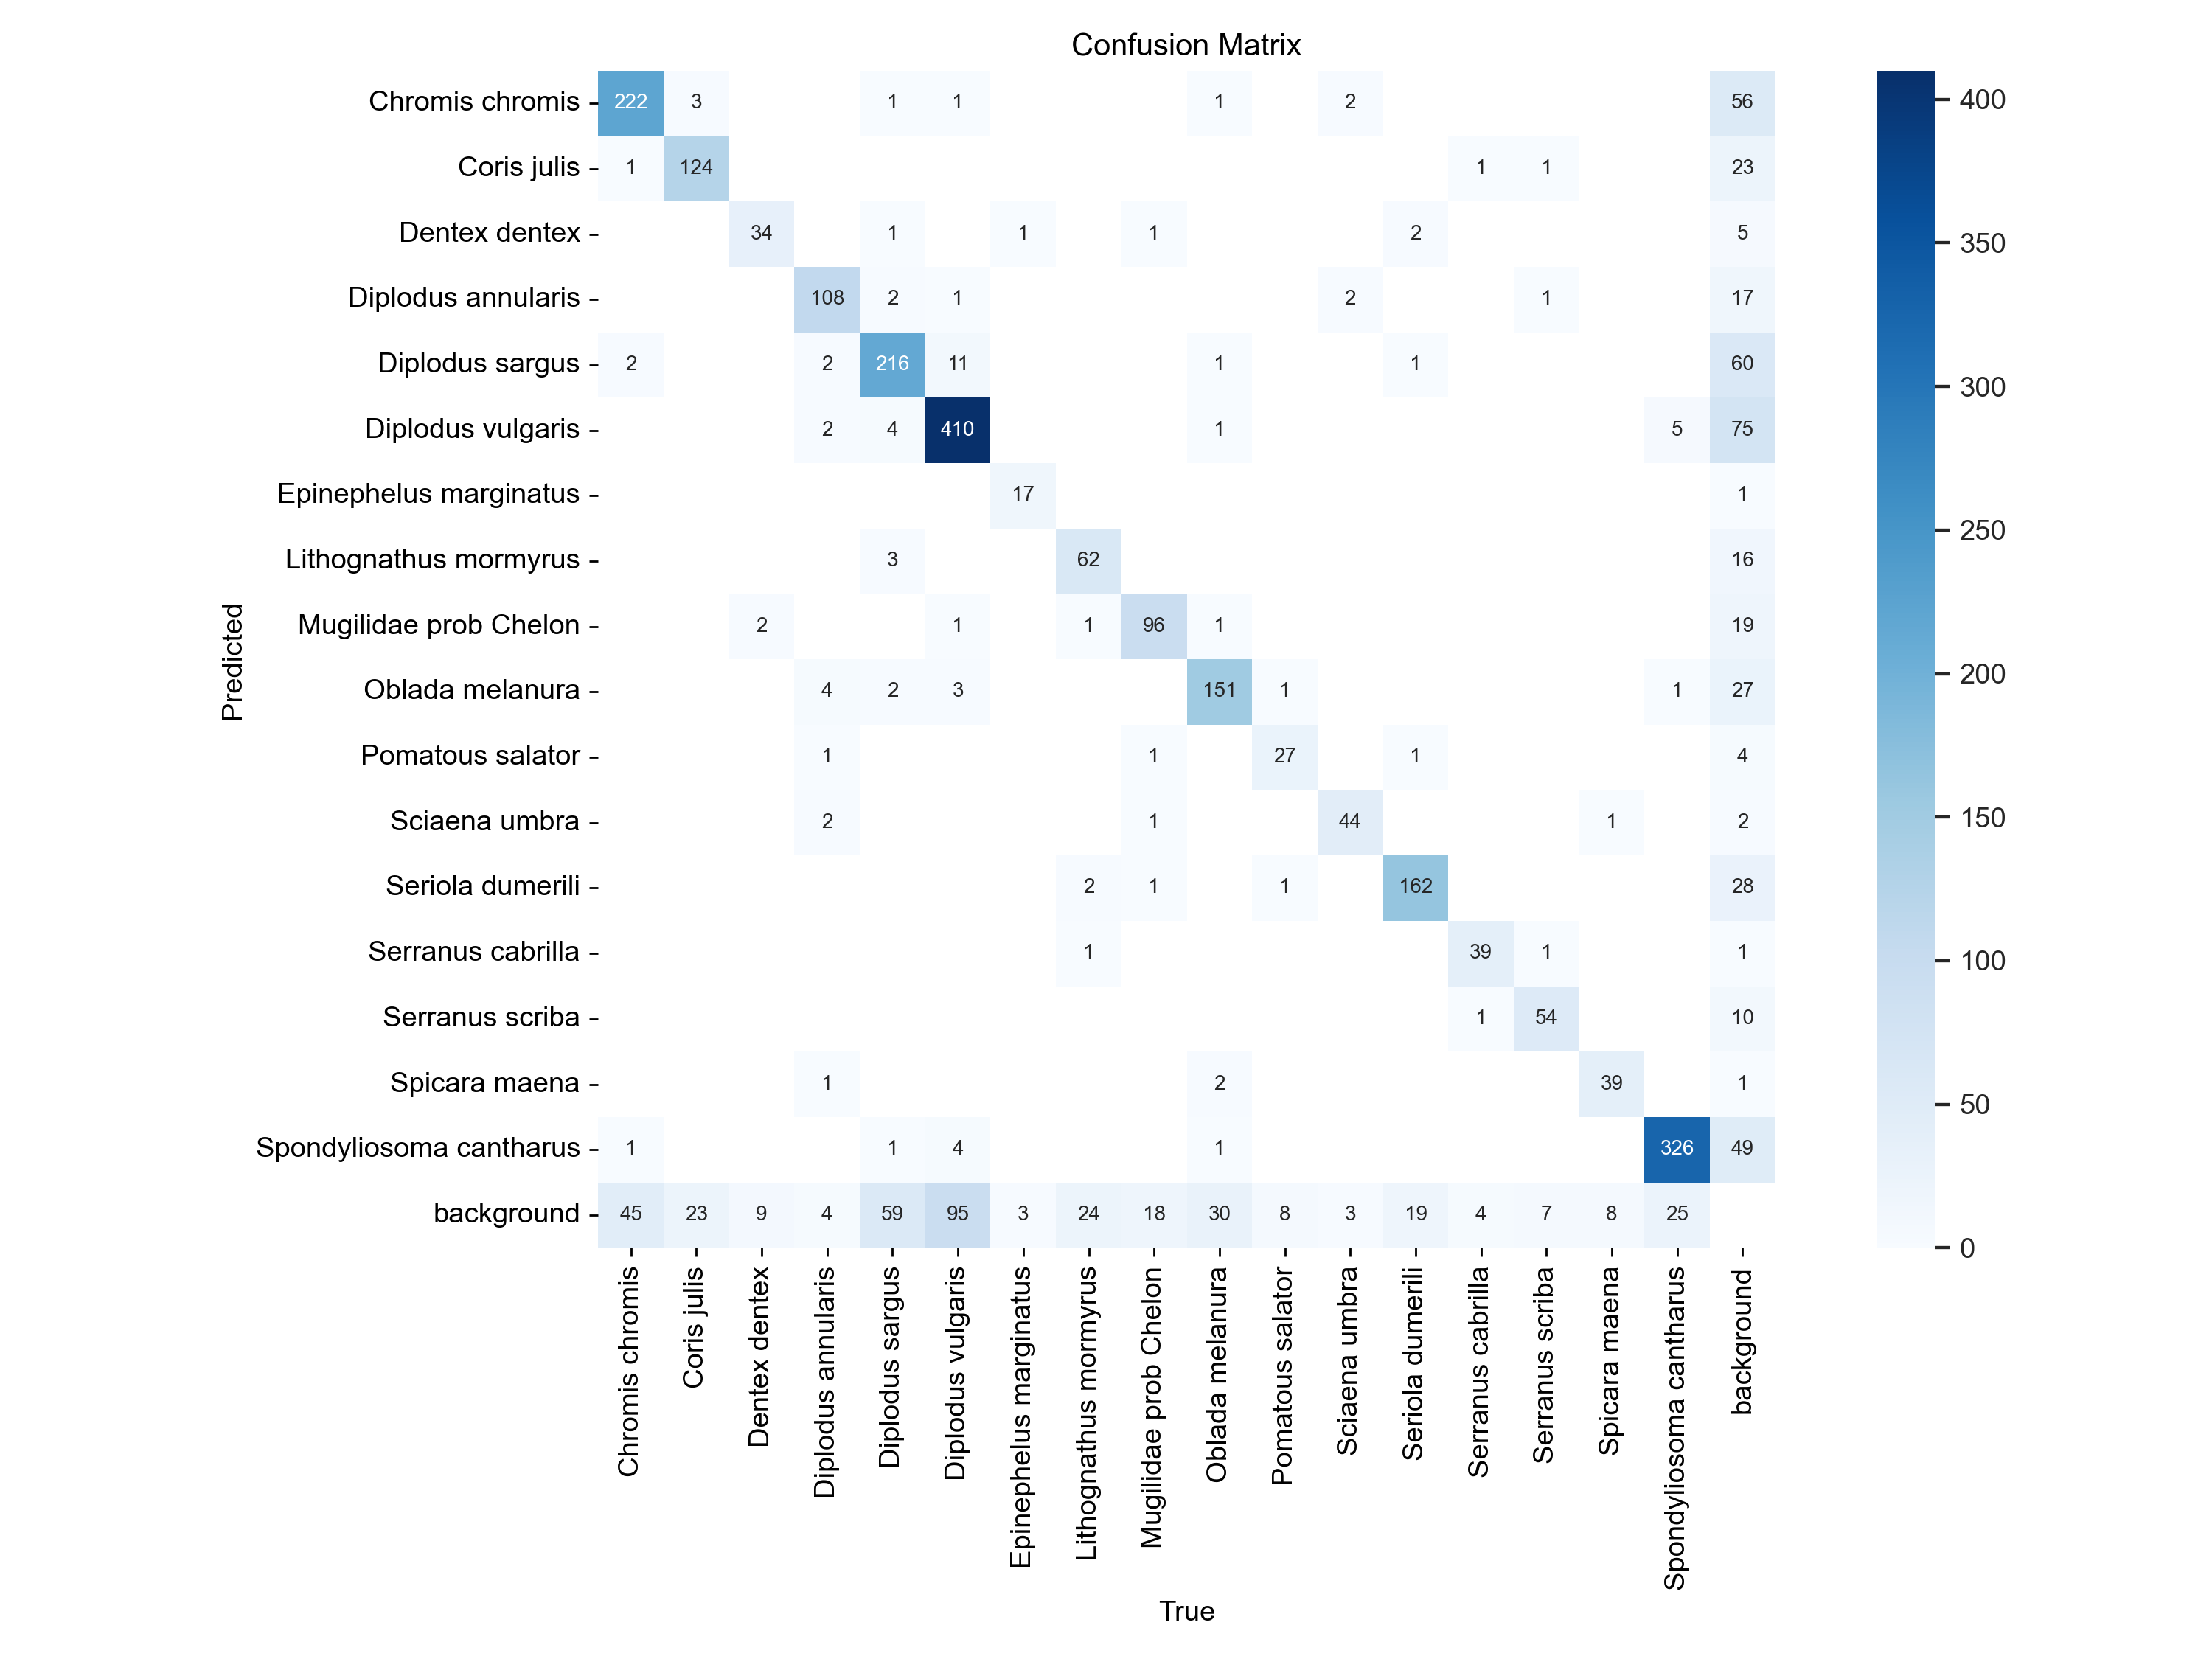 Confusion Matrix
Chromis chromis 222 3 1 1 1 2 56
Coris julis 1 124 1 1 23
Dentex dentex 34 1 1 1 2 5
Diplodus annularis 108 2 1 2 1 17
Diplodus sargus 2 2 216 11 1 1 60
Diplodus vulgaris 2 4 410 1 5 75
Epinephelus marginatus 17 1
Lithognathus mormyrus 3 62 16
Mugilidae prob Chelon 2 1 1 96 1 19
Oblada melanura 4 2 3 151 1 1 27
Pomatous salator 1 1 27 1 4
Sciaena umbra 2 1 44 1 2
Seriola dumerili 2 1 1 162 28
Serranus cabrilla 1 39 1 1
Serranus scriba 1 54 10
Spicara maena 1 2 39 1
Spondyliosoma cantharus 1 1 4 1 326 49
background 45 23 9 4 59 95 3 24 18 30 8 3 19 4 7 8 25
Predicted
Chromis chromis
Coris julis
Dentex dentex
Diplodus annularis
Diplodus sargus
Diplodus vulgaris
Epinephelus marginatus
Lithognathus mormyrus
Mugilidae prob Chelon
Oblada melanura
Pomatous salator
Sciaena umbra
Seriola dumerili
Serranus cabrilla
Serranus scriba
Spicara maena
Spondyliosoma cantharus
background
True
400
350
300
250
200
150
100
50
0